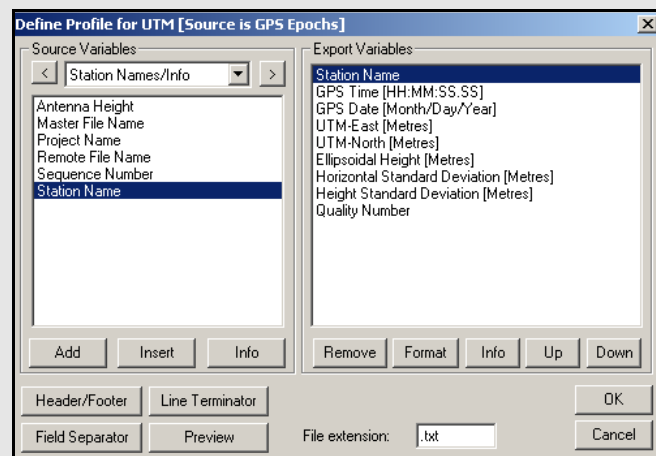 Define Profile for UTM [Source is GPS Epochs]
Source Variables
< Station Names/Info >
Antenna Height
Master File Name
Project Name
Remote File Name
Sequence Number
Station Name
Add Insert Info
Export Variables
Station Name
GPS Time [HH:MM:SS.SS]
GPS Date [Month/Day/Year]
UTM-East [Metres]
UTM-North [Metres]
Ellipsoidal Height [Metres]
Horizontal Standard Deviation [Metres]
Height Standard Deviation [Metres]
Quality Number
Remove Format Info Up Down
Header/Footer Line Terminator
Field Separator Preview
File extension: .txt
OK
Cancel